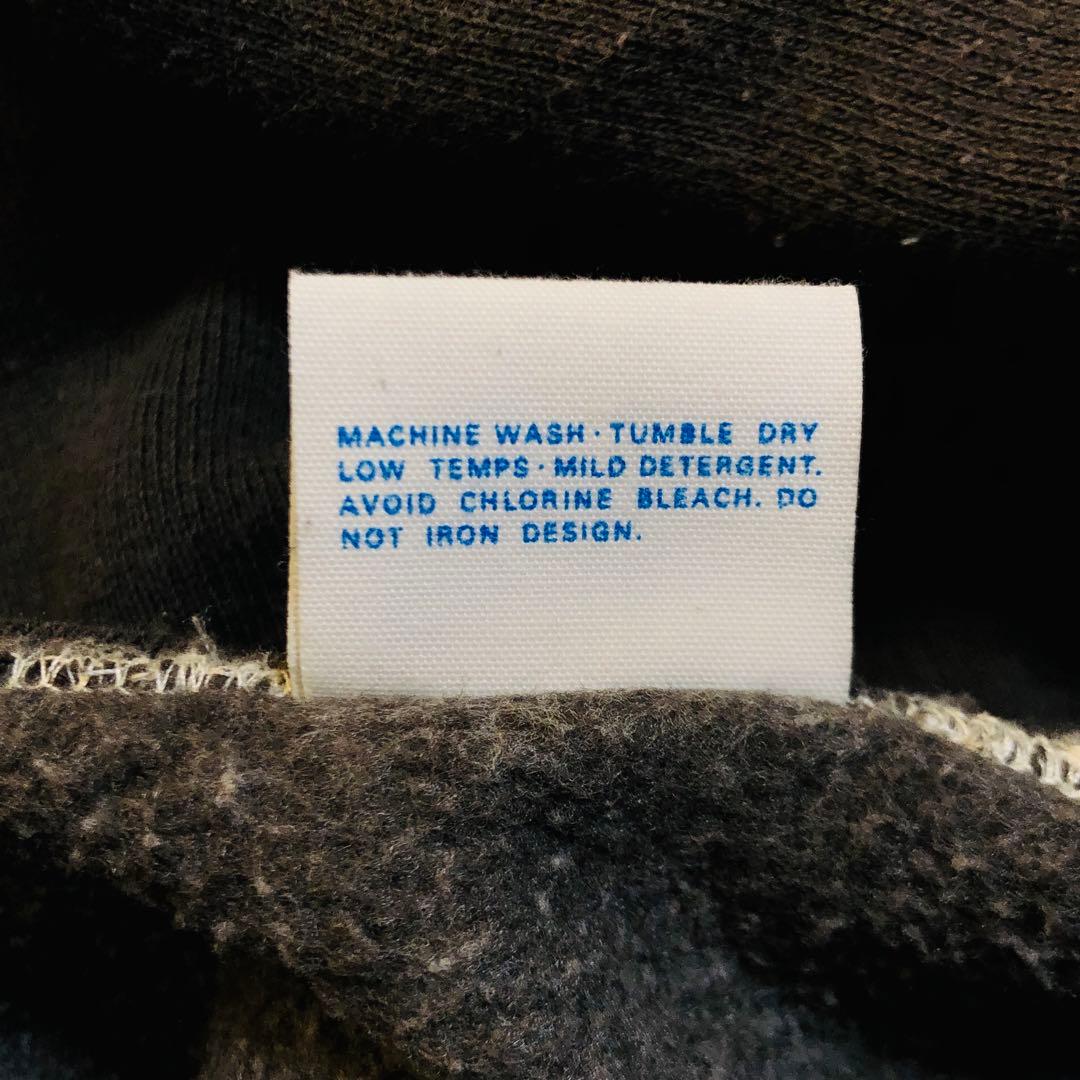 MACHINE WASH · TUMBLE DRY
LOW TEMPS · MILD DETERGENT.
AVOID CHLORINE BLEACH. DO
NOT IRON DESIGN.